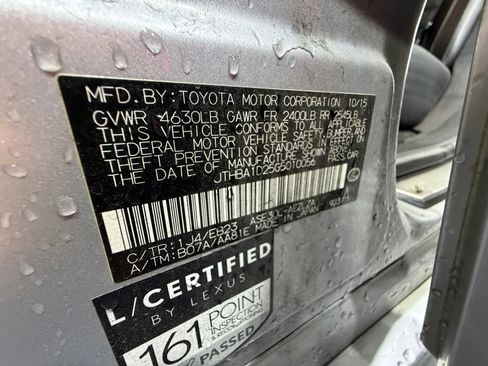 MFD. BY: TOYOTA MOTOR CORPORATION 10/15
GVWR 4630LB GAWR FR 2400LB RR 2545LB
THIS VEHICLE CONFORMS TO ALL APPLICABLE
FEDERAL MOTOR VEHICLE SAFETY, BUMPER, AND
THEFT PREVENTION STANDARDS IN EFFECT ON
THE DATE OF MANUFACTURE SHOWN ABOVE.
JTHBA1D25G5010056 PASS. CAR
C/TR: 1J4/EB23 ASE30L-AEZLZA
A/TM: B07A/AA81E MADE IN JAPAN
L/CERTIFIED
BY LEXUS
161 POINT
INSPECTION
& RECONDITIONING
PASSED